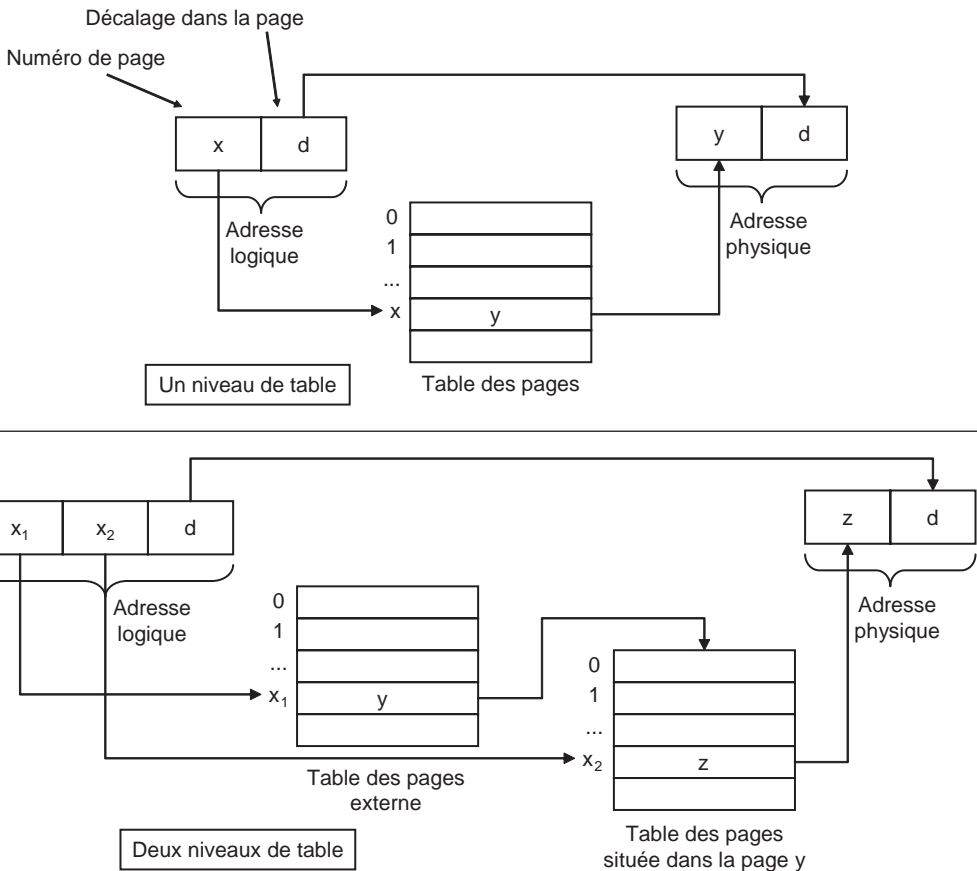 Décalage dans la page
Numéro de page
x
d
y
d
Adresse
logique
Adresse
physique
0
1
...
x
y
Un niveau de table
Table des pages
x1
x2
d
z
d
Adresse
logique
Adresse
physique
0
1
...
x1
y
0
1
...
x2
z
Table des pages
externe
Deux niveaux de table
Table des pages
située dans la page y